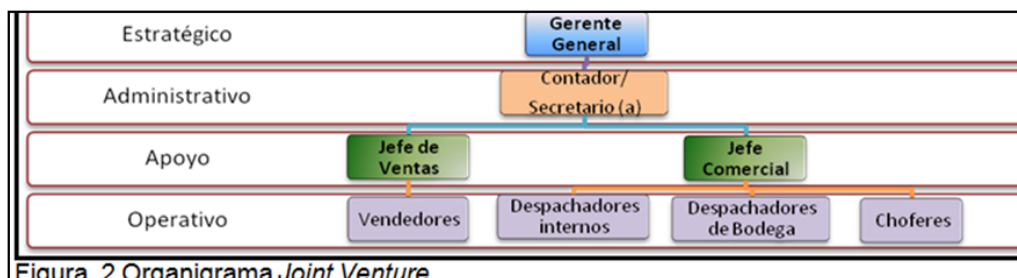 Estratégico
Gerente
General
Administrativo
Contador/
Secretario (a)
Apoyo
Jefe de
Ventas
Jefe
Comercial
Operativo
Vendedores
Despachadores
internos
Despachadores
de Bodega
Choferes
Figura 2 Organigrama Joint Venture